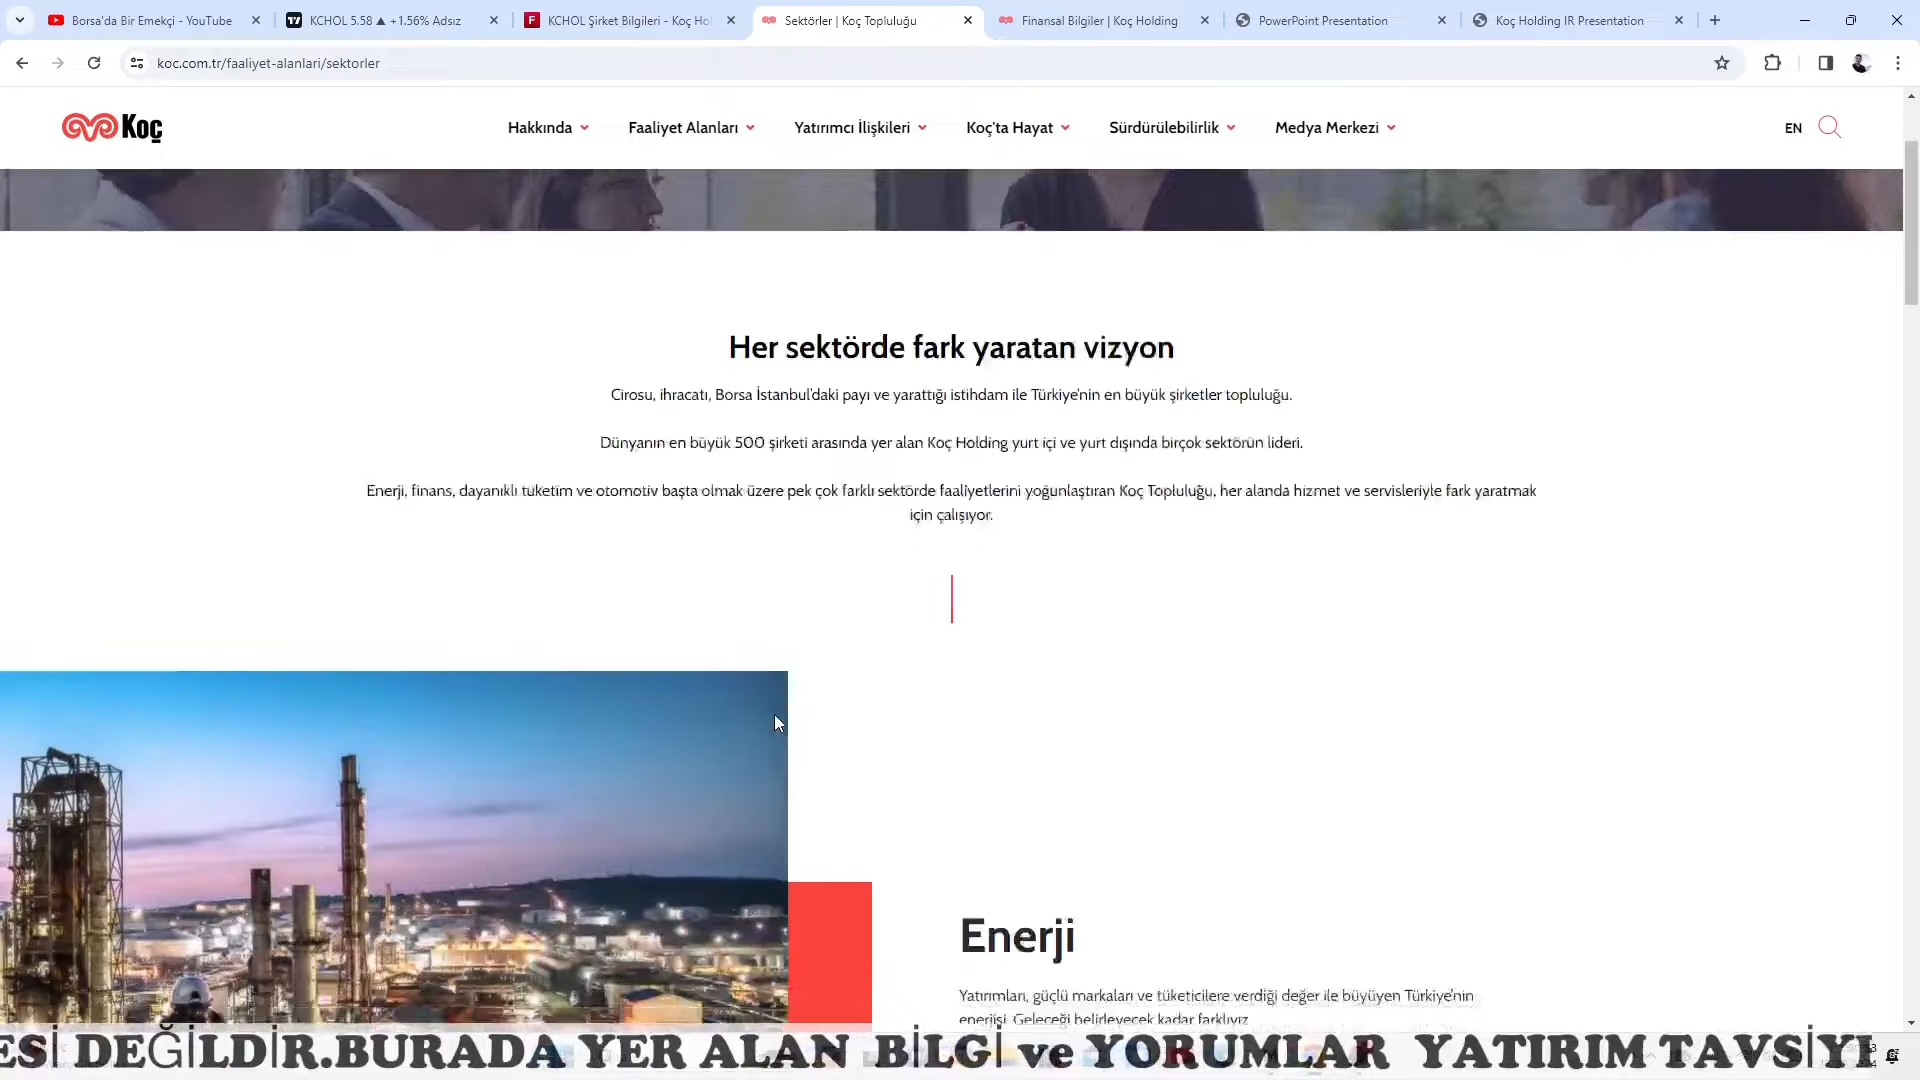 Borsa'da Bir Emekçi - YouTube
KCHOL 5.58 ▲ +1.56% Adsız
KCHOL Şirket Bilgileri - Koç Hol
Sektörler | Koç Topluluğu
Finansal Bilgiler | Koç Holding
PowerPoint Presentation
Koç Holding IR Presentation
koc.com.tr/faaliyet-alanlari/sektorler
Koç
Hakkında
Faaliyet Alanları
Yatırımcı İlişkileri
Koç'ta Hayat
Sürdürülebilirlik
Medya Merkezi
EN
Her sektörde fark yaratan vizyon
Cirosu, ihracatı, Borsa İstanbul'daki payı ve yarattığı istihdam ile Türkiye'nin en büyük şirketler topluluğu.
Dünyanın en büyük 500 şirketi arasında yer alan Koç Holding yurt içi ve yurt dışında birçok sektörün lideri.
Enerji, finans, dayanıklı tüketim ve otomotiv başta olmak üzere pek çok farklı sektörde faaliyetlerini yoğunlaştıran Koç Topluluğu, her alanda hizmet ve servisleriyle fark yaratmak
için çalışıyor.
Enerji
Yatırımları, güçlü markaları ve tüketicilere verdiği değer ile büyüyen Türkiye'nin
enerjisi. Geleceği belirleyecek kadar farklıyız
ESİ DEĞİLDİR.BURADA YER ALAN BİLGİ ve YORUMLAR YATIRIM TAVSİYE